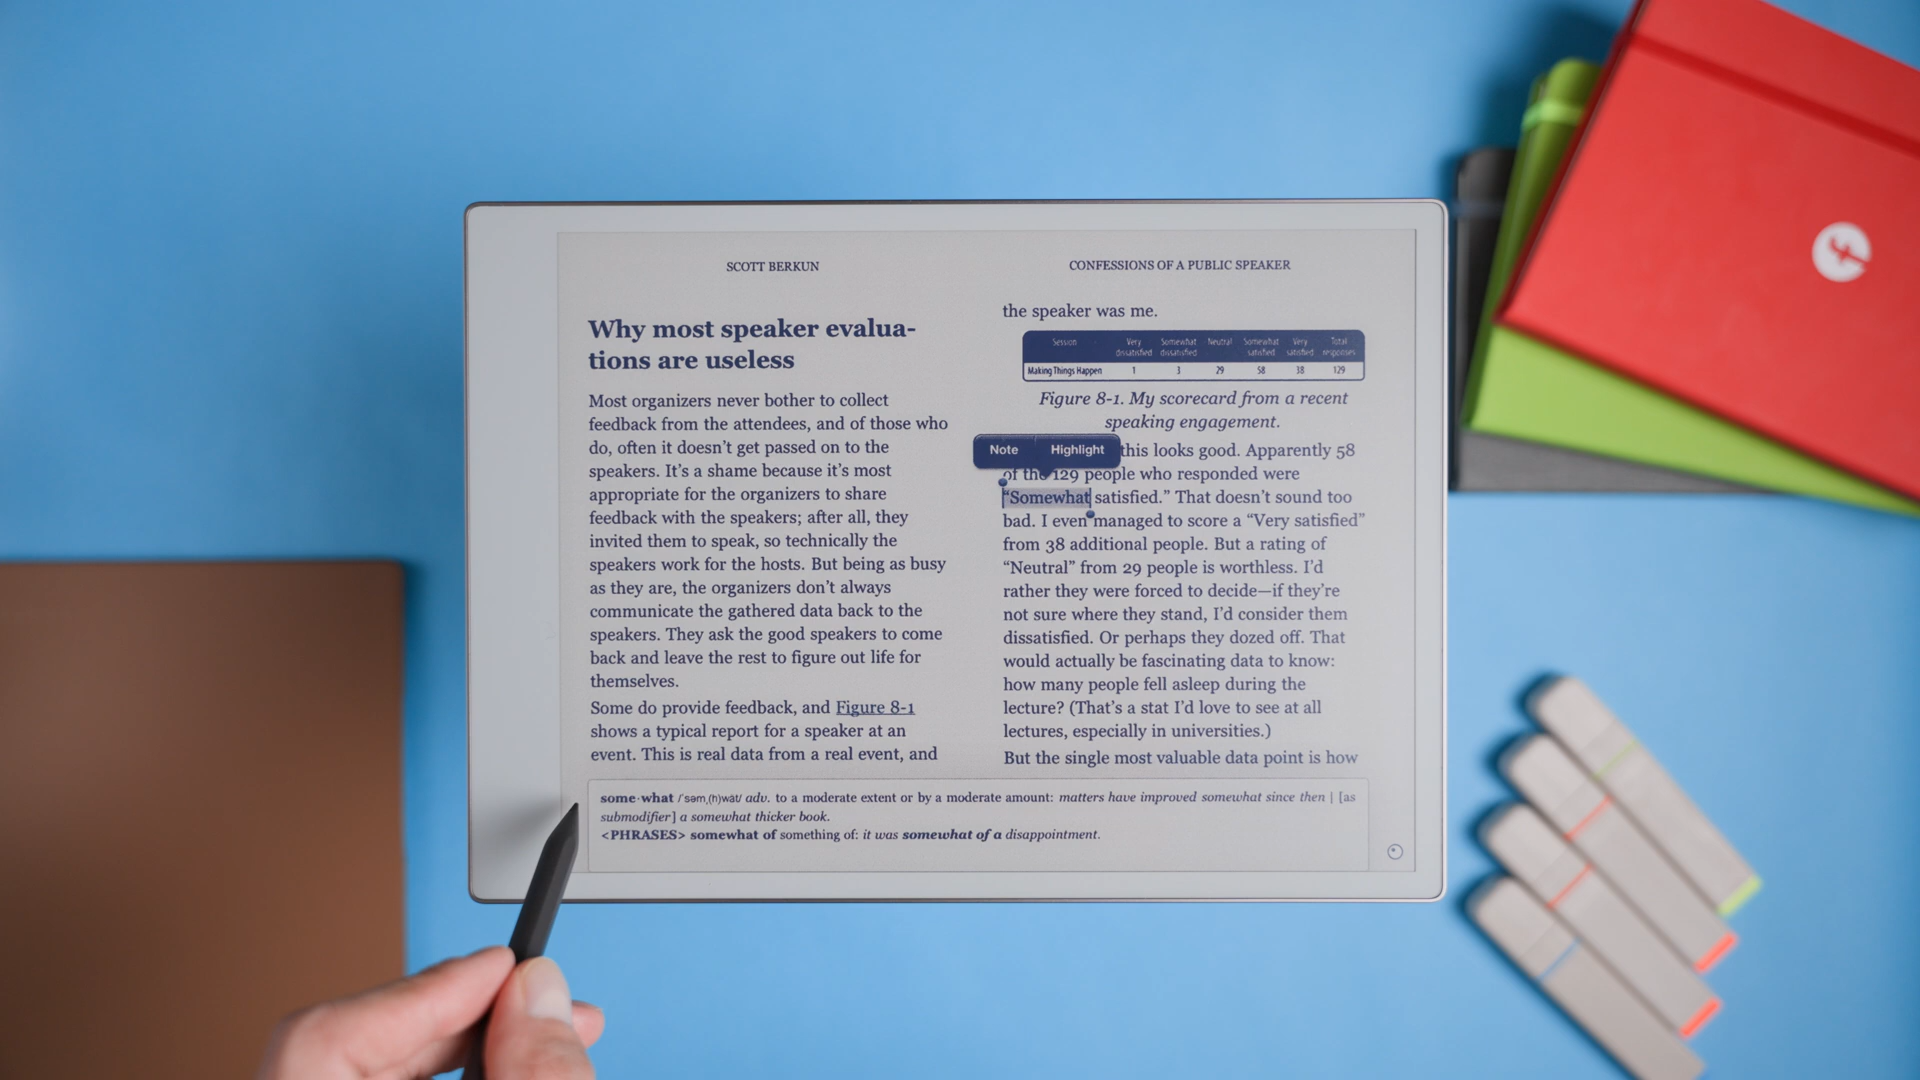 SCOTT BERKUN
Why most speaker evalua-
tions are useless
Most organizers never bother to collect
feedback from the attendees, and of those who
do, often it doesn’t get passed on to the
speakers. It’s a shame because it’s most
appropriate for the organizers to share
feedback with the speakers; after all, they
invited them to speak, so technically the
speakers work for the hosts. But being as busy
as they are, the organizers don’t always
communicate the gathered data back to the
speakers. They ask the good speakers to come
back and leave the rest to figure out life for
themselves.
Some do provide feedback, and Figure 8-1
shows a typical report for a speaker at an
event. This is real data from a real event, and
CONFESSIONS OF A PUBLIC SPEAKER
the speaker was me.
Session Very dissatisfied Somewhat dissatisfied Neutral Somewhat satisfied Very satisfied Total responses
Making Things Happen 1 3 29 58 38 129
Figure 8-1. My scorecard from a recent
speaking engagement.
Note Highlight
this looks good. Apparently 58
of the 129 people who responded were
“Somewhat satisfied.” That doesn’t sound too
bad. I even managed to score a “Very satisfied”
from 38 additional people. But a rating of
“Neutral” from 29 people is worthless. I’d
rather they were forced to decide—if they’re
not sure where they stand, I’d consider them
dissatisfied. Or perhaps they dozed off. That
would actually be fascinating data to know:
how many people fell asleep during the
lecture? (That’s a stat I’d love to see at all
lectures, especially in universities.)
But the single most valuable data point is how
some·what /ˈsəmˌ(h)wät/ adv. to a moderate extent or by a moderate amount: matters have improved somewhat since then | [as
submodifier] a somewhat thicker book.
<PHRASES> somewhat of something of: it was somewhat of a disappointment.